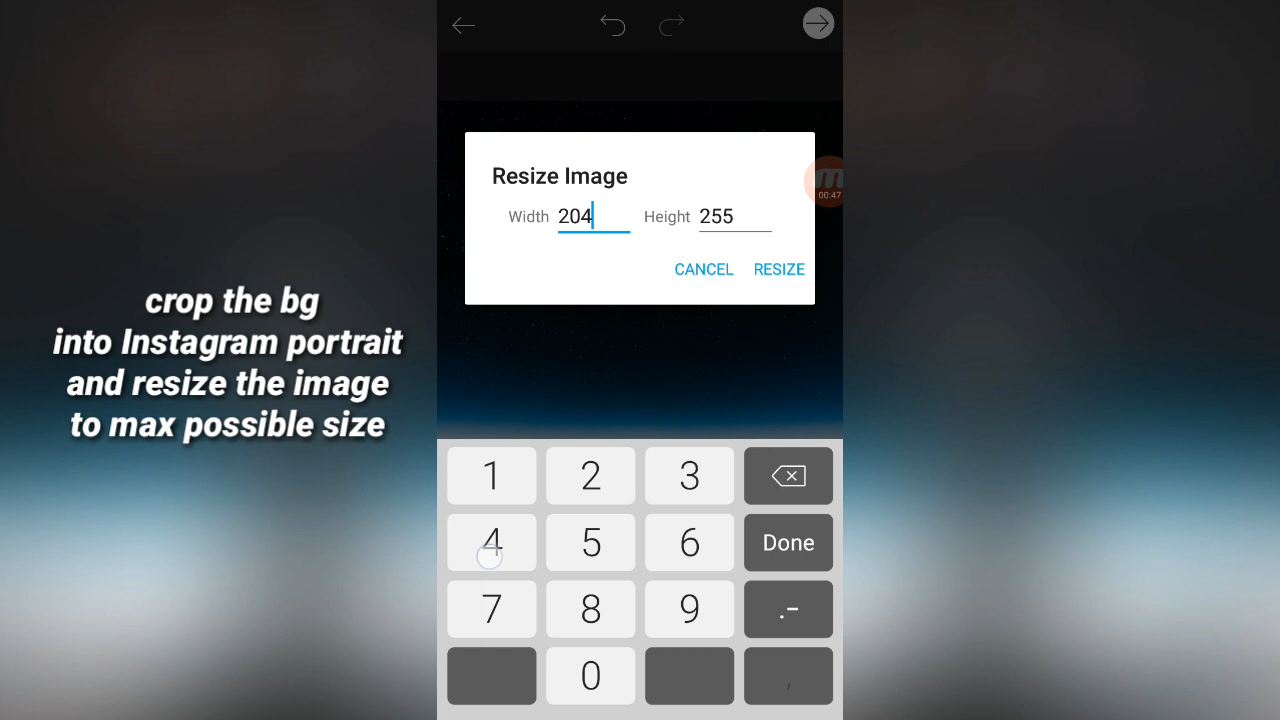 crop the bg
into Instagram portrait
and resize the image
to max possible size
Resize Image
Width 204 Height 255
CANCEL RESIZE
00:47
1 2 3
4 5 6 Done
7 8 9 .-
0 ,